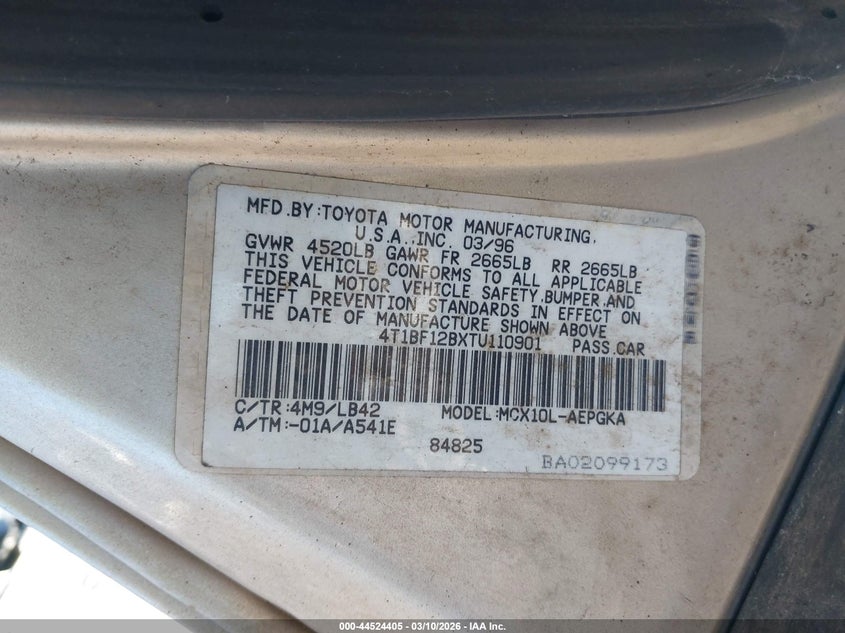 MFD.BY:TOYOTA MOTOR MANUFACTURING,
U.S.A.,INC. 03/96
GVWR 4520LB GAWR FR 2665LB RR 2665LB
THIS VEHICLE CONFORMS TO ALL APPLICABLE
FEDERAL MOTOR VEHICLE SAFETY,BUMPER,AND
THEFT PREVENTION STANDARDS IN EFFECT ON
THE DATE OF MANUFACTURE SHOWN ABOVE
4T1BF12BXTU110901 PASS.CAR
C/TR:4M9/LB42 MODEL:MCX10L-AEPGKA
A/TM:-01A/A541E
84825
BA02099173
000-44524405 - 03/10/2026 - IAA Inc.